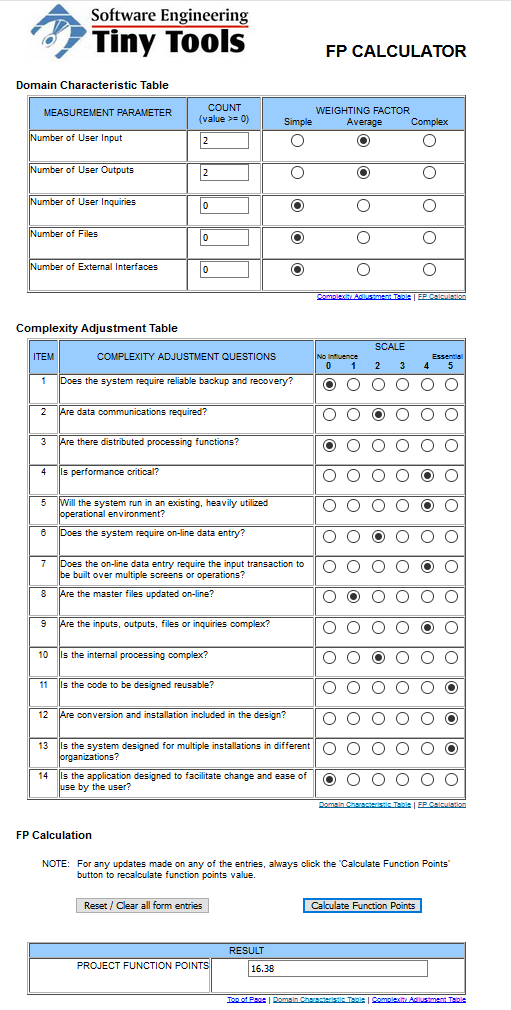 Software Engineering
Tiny Tools
FP CALCULATOR
Domain Characteristic Table
MEASUREMENT PARAMETER
COUNT
(value >= 0)
WEIGHTING FACTOR
Simple Average Complex
Number of User Input
2
Number of User Outputs
2
Number of User Inquiries
0
Number of Files
0
Number of External Interfaces
0
Complexity Adjustment Table | FP Calculation
Complexity Adjustment Table
ITEM
COMPLEXITY ADJUSTMENT QUESTIONS
SCALE
No Influence Essential
0 1 2 3 4 5
1 Does the system require reliable backup and recovery?
2 Are data communications required?
3 Are there distributed processing functions?
4 Is performance critical?
5 Will the system run in an existing, heavily utilized
operational environment?
6 Does the system require on-line data entry?
7 Does the on-line data entry require the input transaction to
be built over multiple screens or operations?
8 Are the master files updated on-line?
9 Are the inputs, outputs, files or inquiries complex?
10 Is the internal processing complex?
11 Is the code to be designed reusable?
12 Are conversion and installation included in the design?
13 Is the system designed for multiple installations in different
organizations?
14 Is the application designed to facilitate change and ease of
use by the user?
Domain Characteristic Table | FP Calculation
FP Calculation
NOTE: For any updates made on any of the entries, always click the 'Calculate Function Points'
button to recalculate function points value.
Reset / Clear all form entries
Calculate Function Points
RESULT
PROJECT FUNCTION POINTS
16.38
Top of Page | Domain Characteristic Table | Complexity Adjustment Table